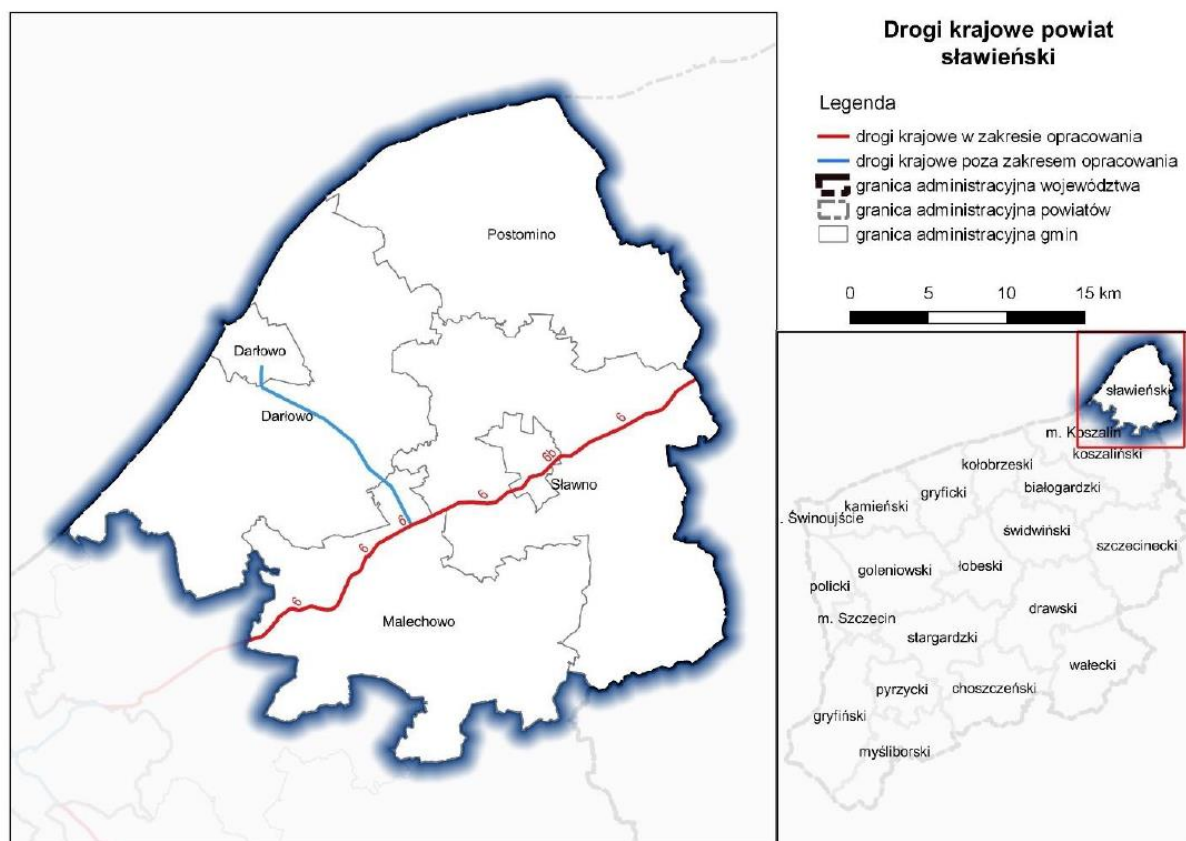 Drogi krajowe powiat
sławieński
Legenda
drogi krajowe w zakresie opracowania
drogi krajowe poza zakresem opracowania
granica administracyjna województwa
granica administracyjna powiatów
granica administracyjna gmin
0 5 10 15 km
Postomino
Darłowo
Darłowo
6
6b
Sławno
6
6
6
6
Malechowo
sławieński
m. Koszalin
koszaliński
kołobrzeski
gryficki
białogardzki
kamieński
. Świnoujście
świdwiński
szczecinecki
goleniowski
łobeski
policki
drawski
m. Szczecin
stargardzki
wałecki
pyrzycki
choszczeński
gryfiński
myśliborski